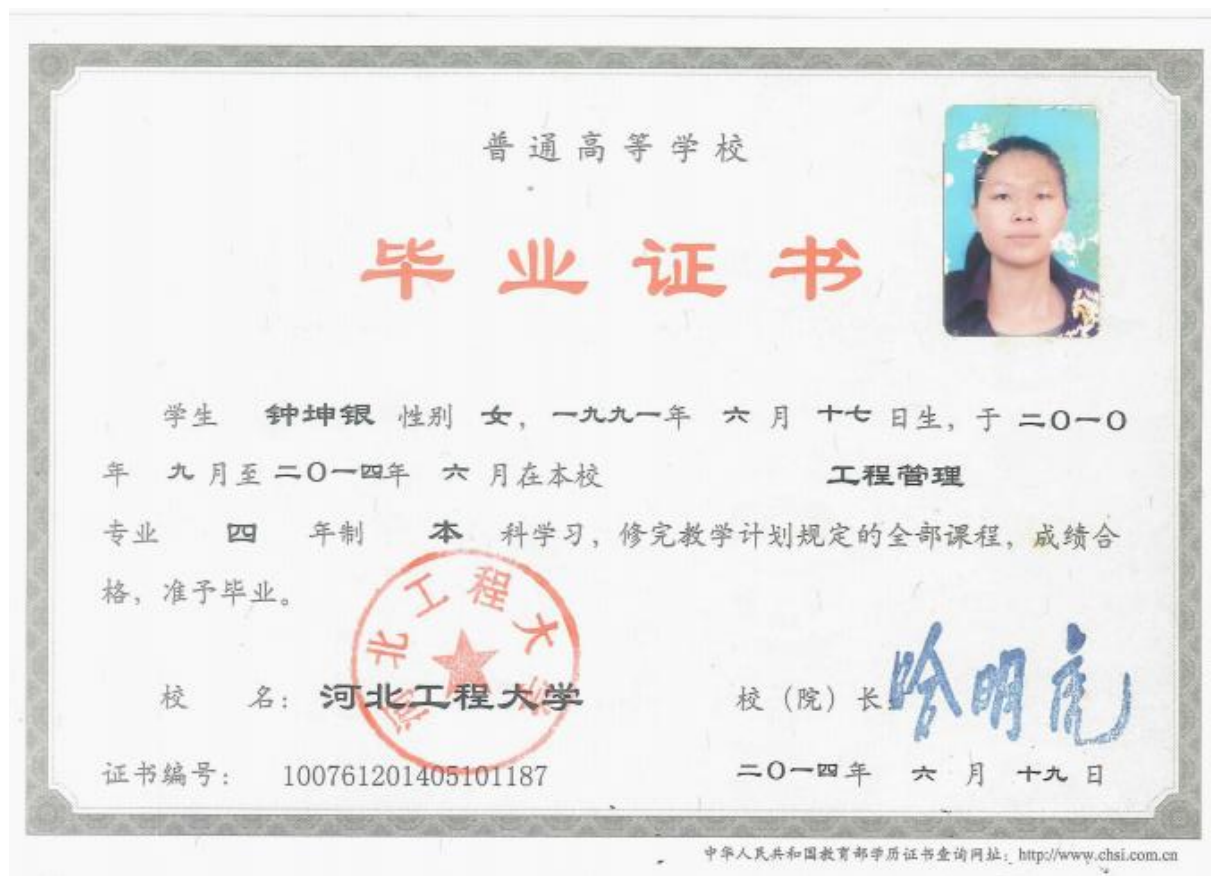 普通高等学校
毕业证书
学生 钟坤银 性别 女，一九九一年 六 月 十七 日生，于 二〇一〇
年 九 月至 二〇一四年 六 月在本校 工程管理
专业 四 年制 本 科学习，修完教学计划规定的全部课程，成绩合
格，准予毕业。
河北工程大学
校 名：河北工程大学 校（院）长：哈明虎
证书编号： 100761201405101187 二〇一四年 六 月 十九 日
中华人民共和国教育部学历证书查询网址：http://www.chsi.com.cn